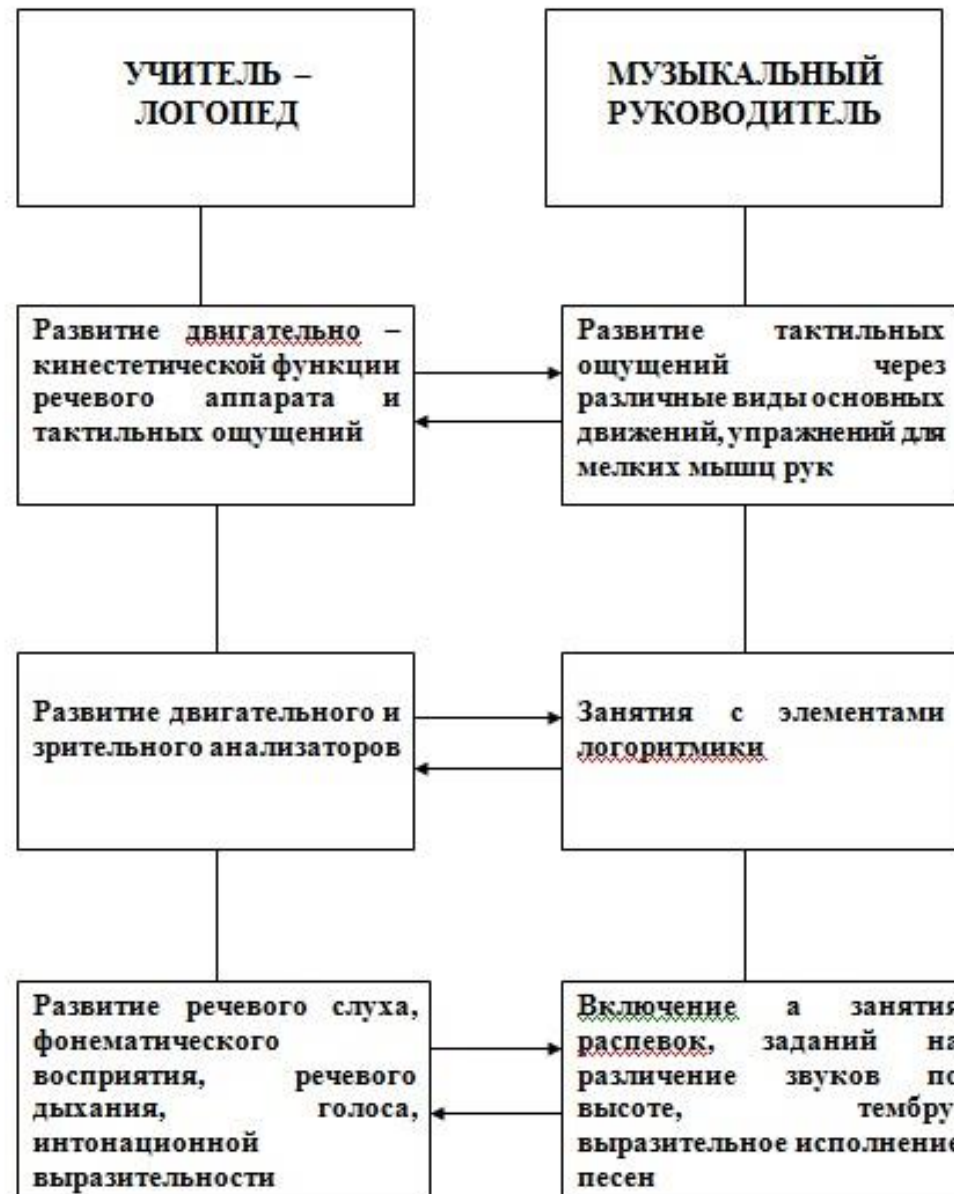 УЧИТЕЛЬ –
ЛОГОПЕД
МУЗЫКАЛЬНЫЙ
РУКОВОДИТЕЛЬ
Развитие двигательно –
кинестетической функции
речевого аппарата и
тактильных ощущений
Развитие тактильных
ощущений через
различные виды основных
движений, упражнений для
мелких мышц рук
Развитие двигательного и
зрительного анализаторов
Занятия с элементами
логоритмики
Развитие речевого слуха,
фонематического
восприятия, речевого
дыхания, голоса,
интонационной
выразительности
Включение а занятия
распевок, заданий на
различение звуков по
высоте, тембру
выразительное исполнение
песен